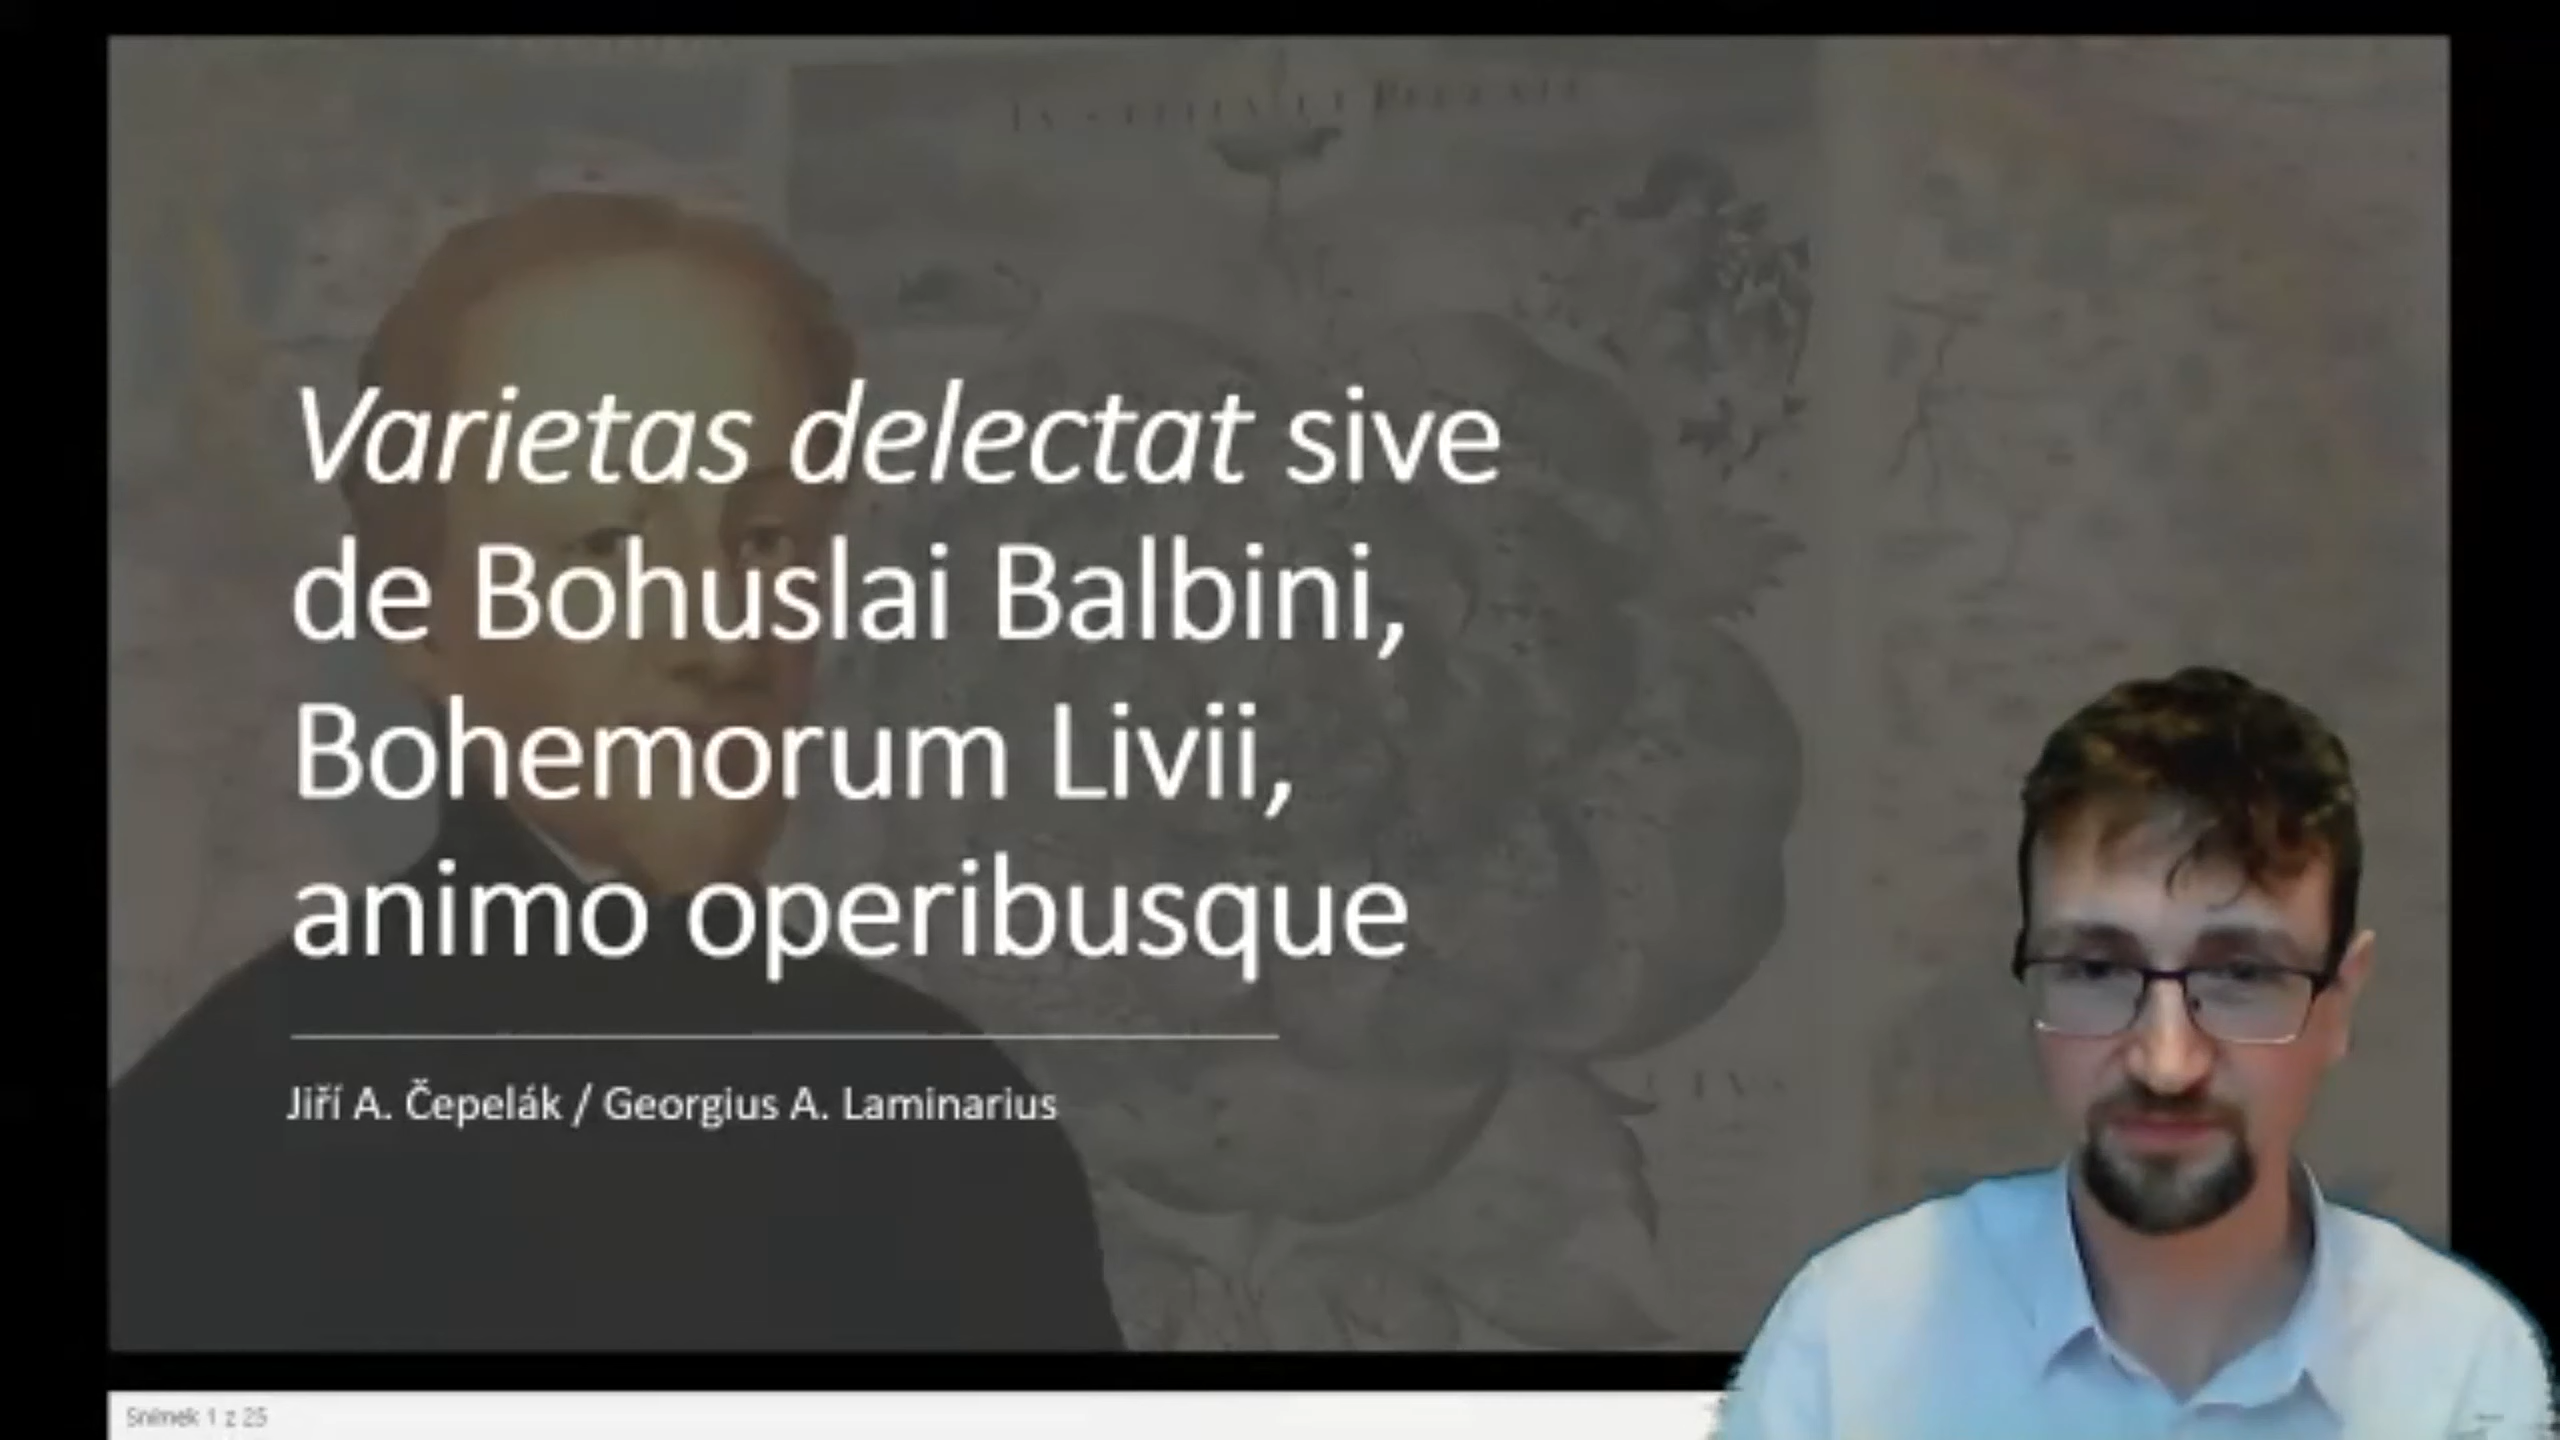 Varietas delectat sive
de Bohuslai Balbini,
Bohemorum Livii,
animo operibusque
Jiří A. Čepelák / Georgius A. Laminarius
Snímek 1 z 25